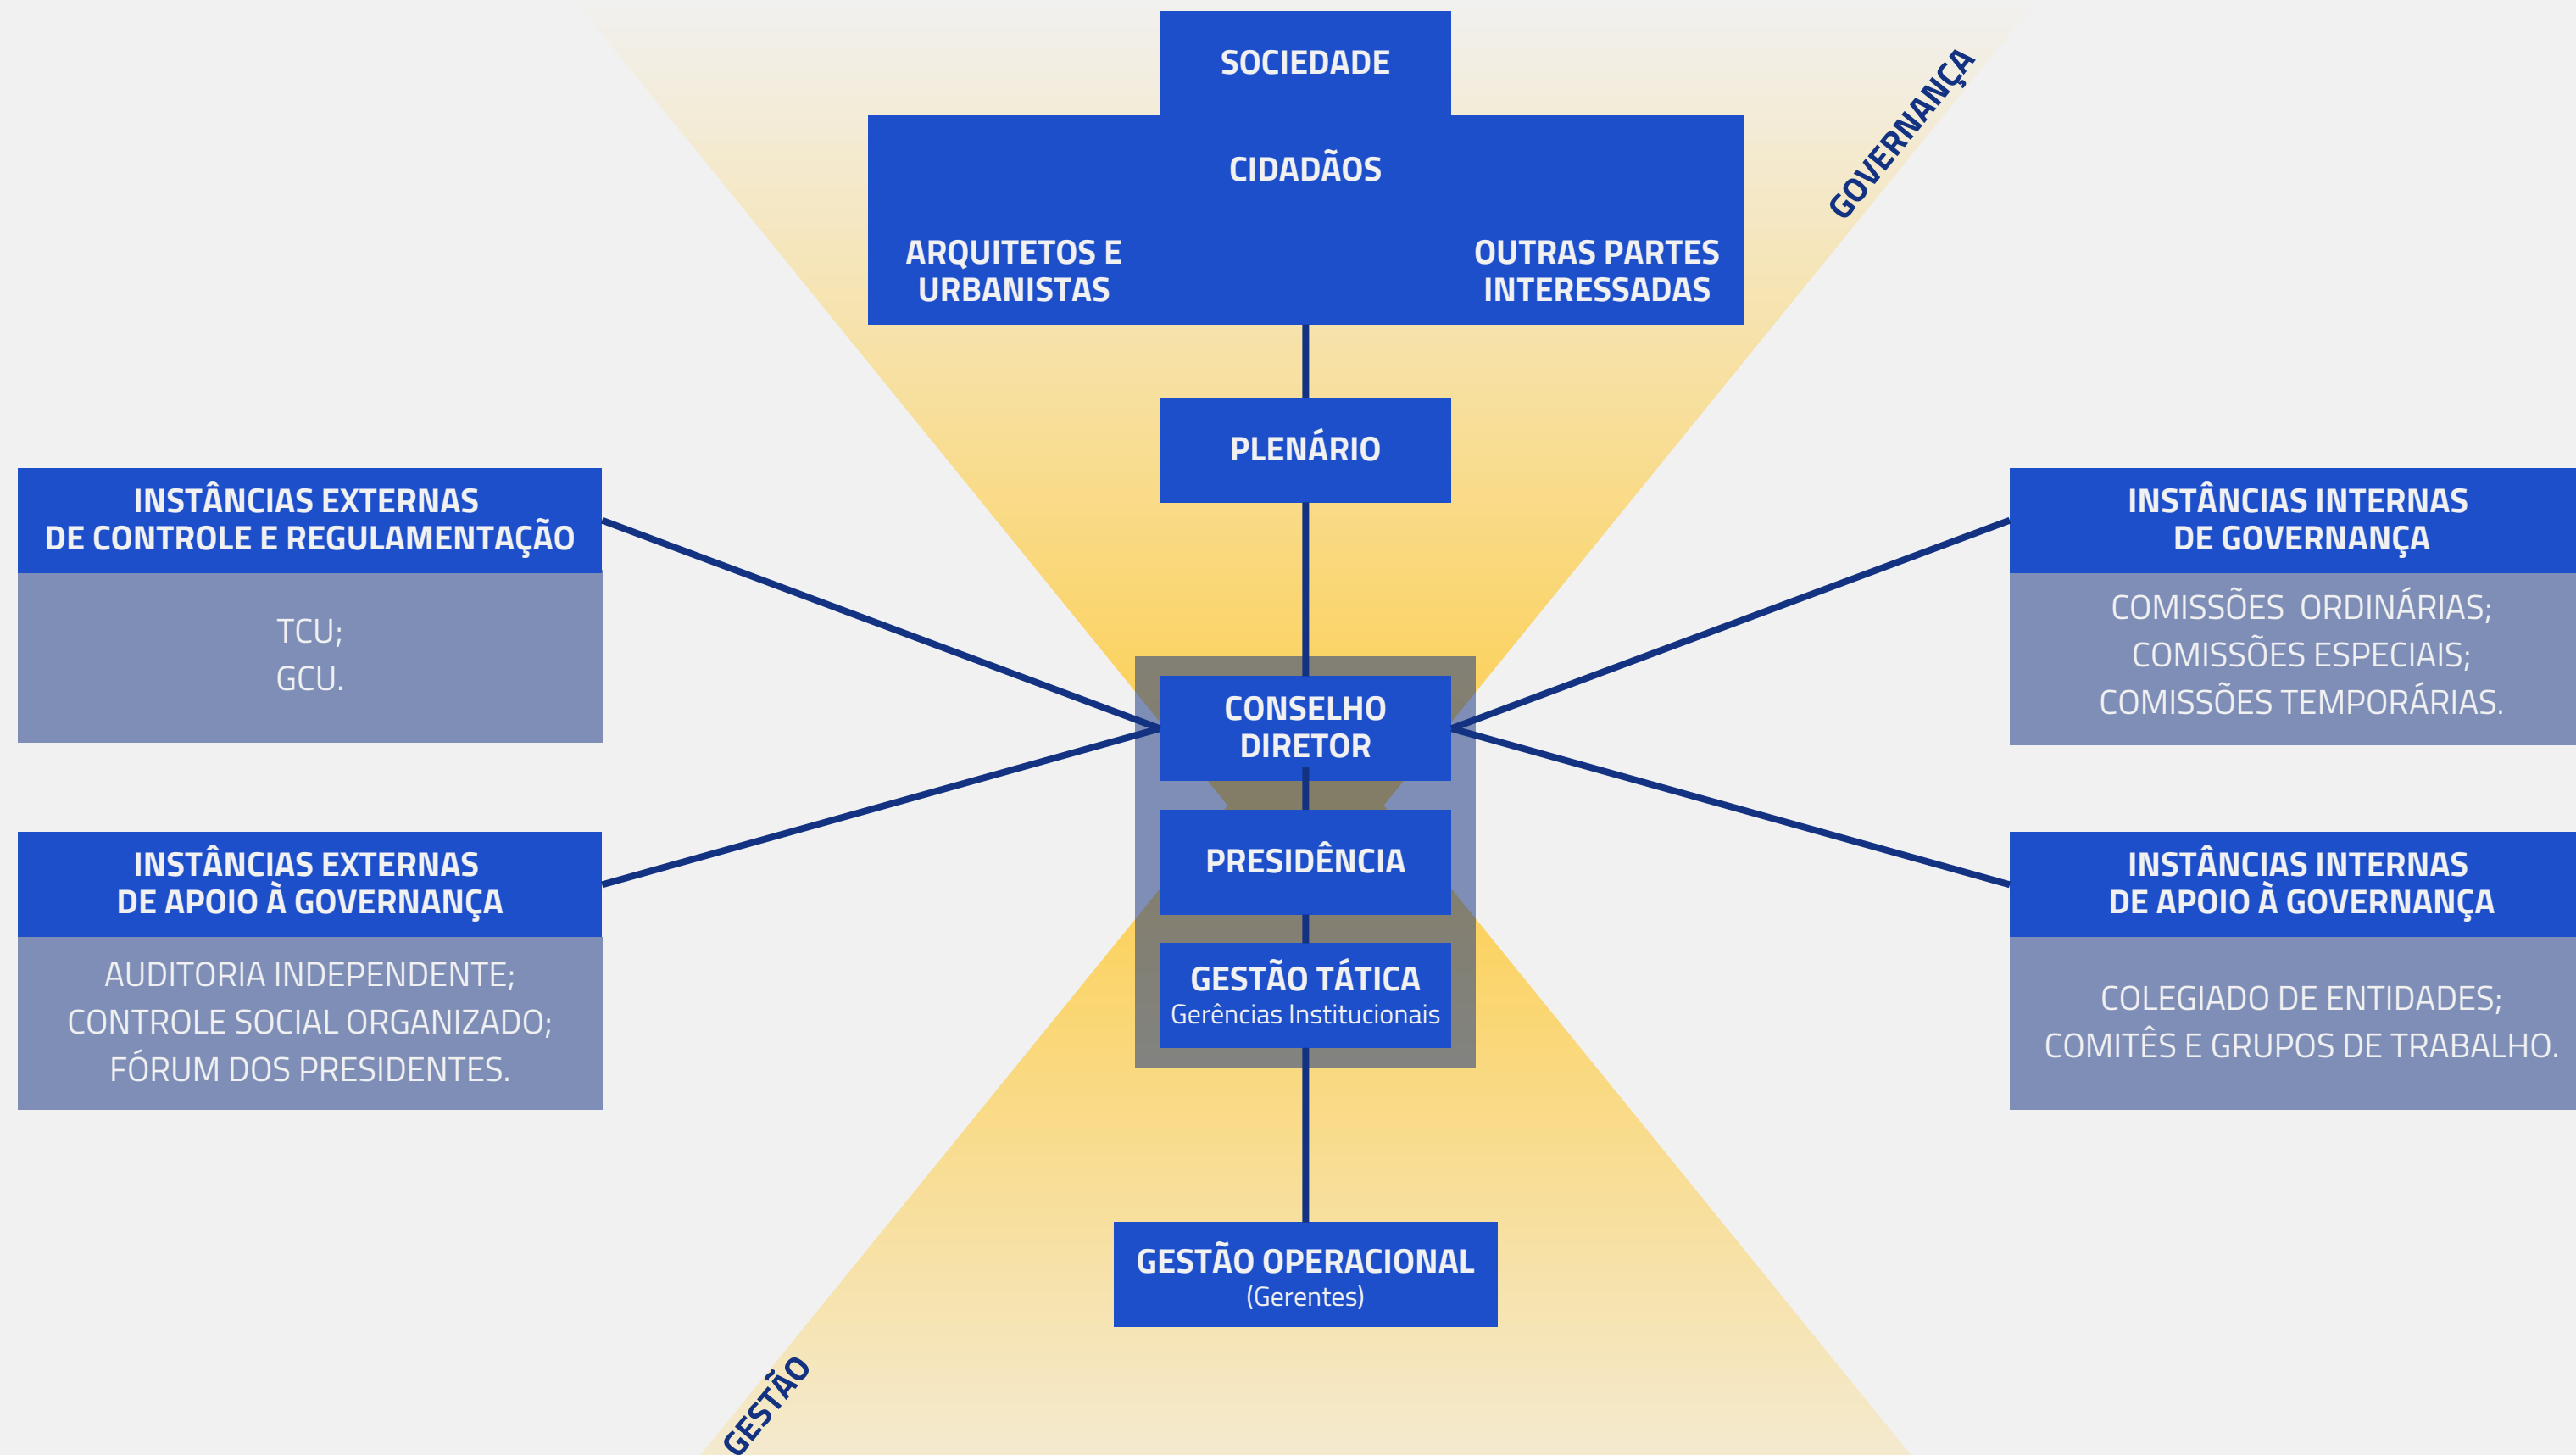 SOCIEDADE
CIDADÃOS
ARQUITETOS E
URBANISTAS
OUTRAS PARTES
INTERESSADAS
GOVERNANÇA
PLENÁRIO
INSTÂNCIAS EXTERNAS
DE CONTROLE E REGULAMENTAÇÃO
TCU;
GCU.
INSTÂNCIAS INTERNAS
DE GOVERNANÇA
COMISSÕES ORDINÁRIAS;
COMISSÕES ESPECIAIS;
COMISSÕES TEMPORÁRIAS.
CONSELHO
DIRETOR
PRESIDÊNCIA
GESTÃO TÁTICA
Gerências Institucionais
INSTÂNCIAS EXTERNAS
DE APOIO À GOVERNANÇA
AUDITORIA INDEPENDENTE;
CONTROLE SOCIAL ORGANIZADO;
FÓRUM DOS PRESIDENTES.
INSTÂNCIAS INTERNAS
DE APOIO À GOVERNANÇA
COLEGIADO DE ENTIDADES;
COMITÊS E GRUPOS DE TRABALHO.
GESTÃO OPERACIONAL
(Gerentes)
GESTÃO